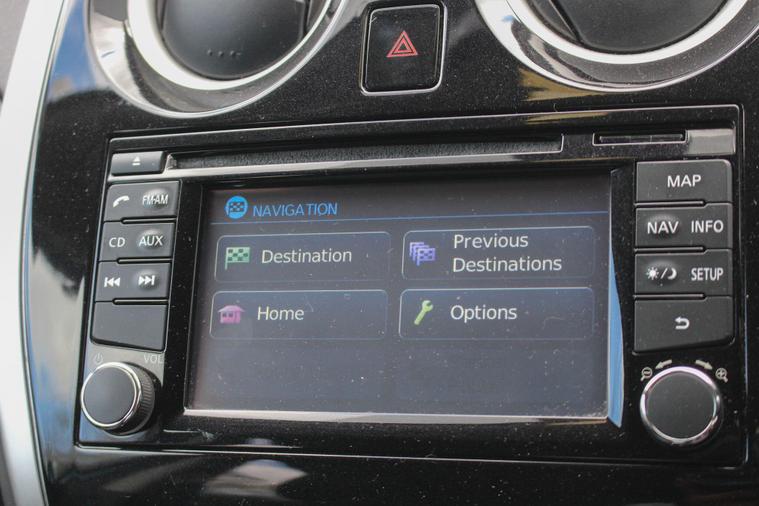 FM·AM
MAP
CD AUX
NAV INFO
SETUP
VOL
NAVIGATION
Destination
Previous
Destinations
Home
Options